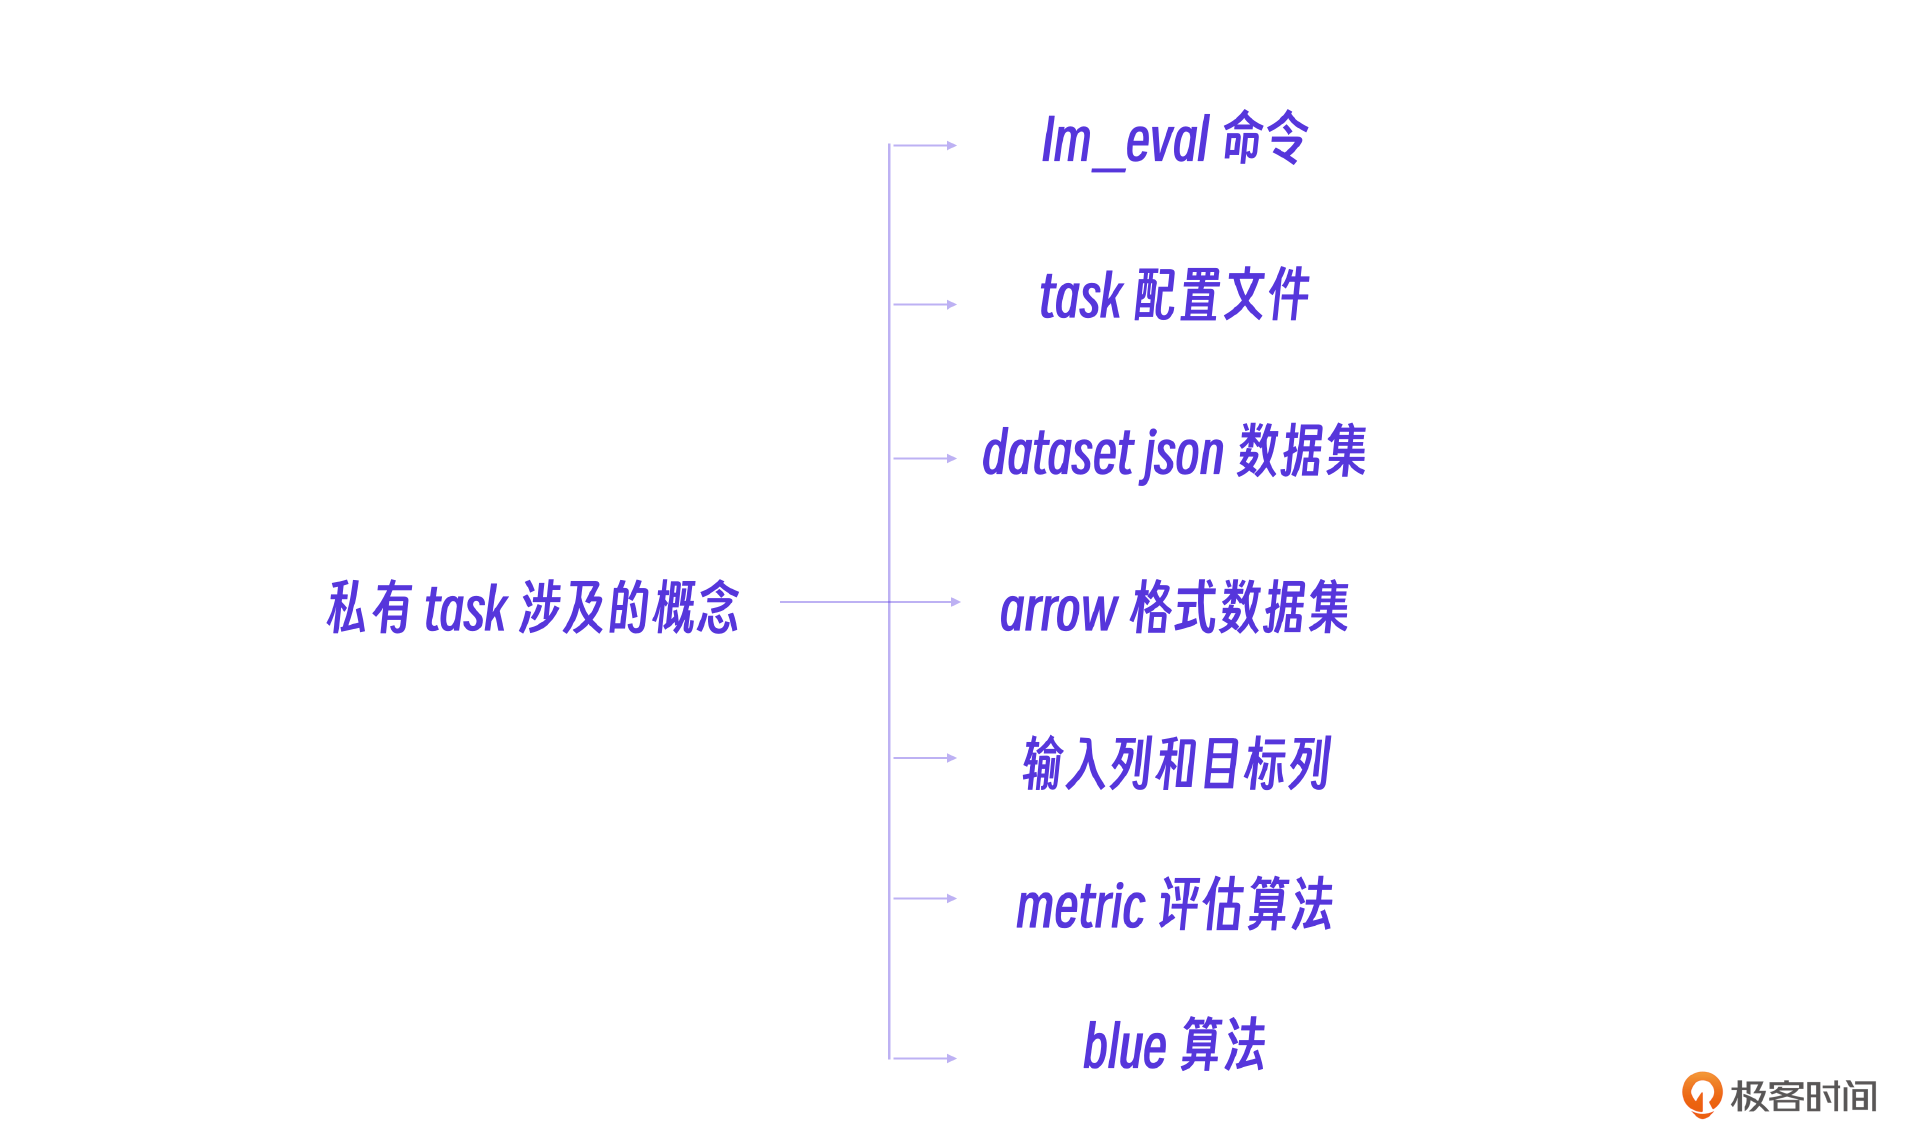 lm_eval 命令
task 配置文件
dataset json 数据集
私有 task 涉及的概念
arrow 格式数据集
输入列和目标列
metric 评估算法
blue 算法
极客时间